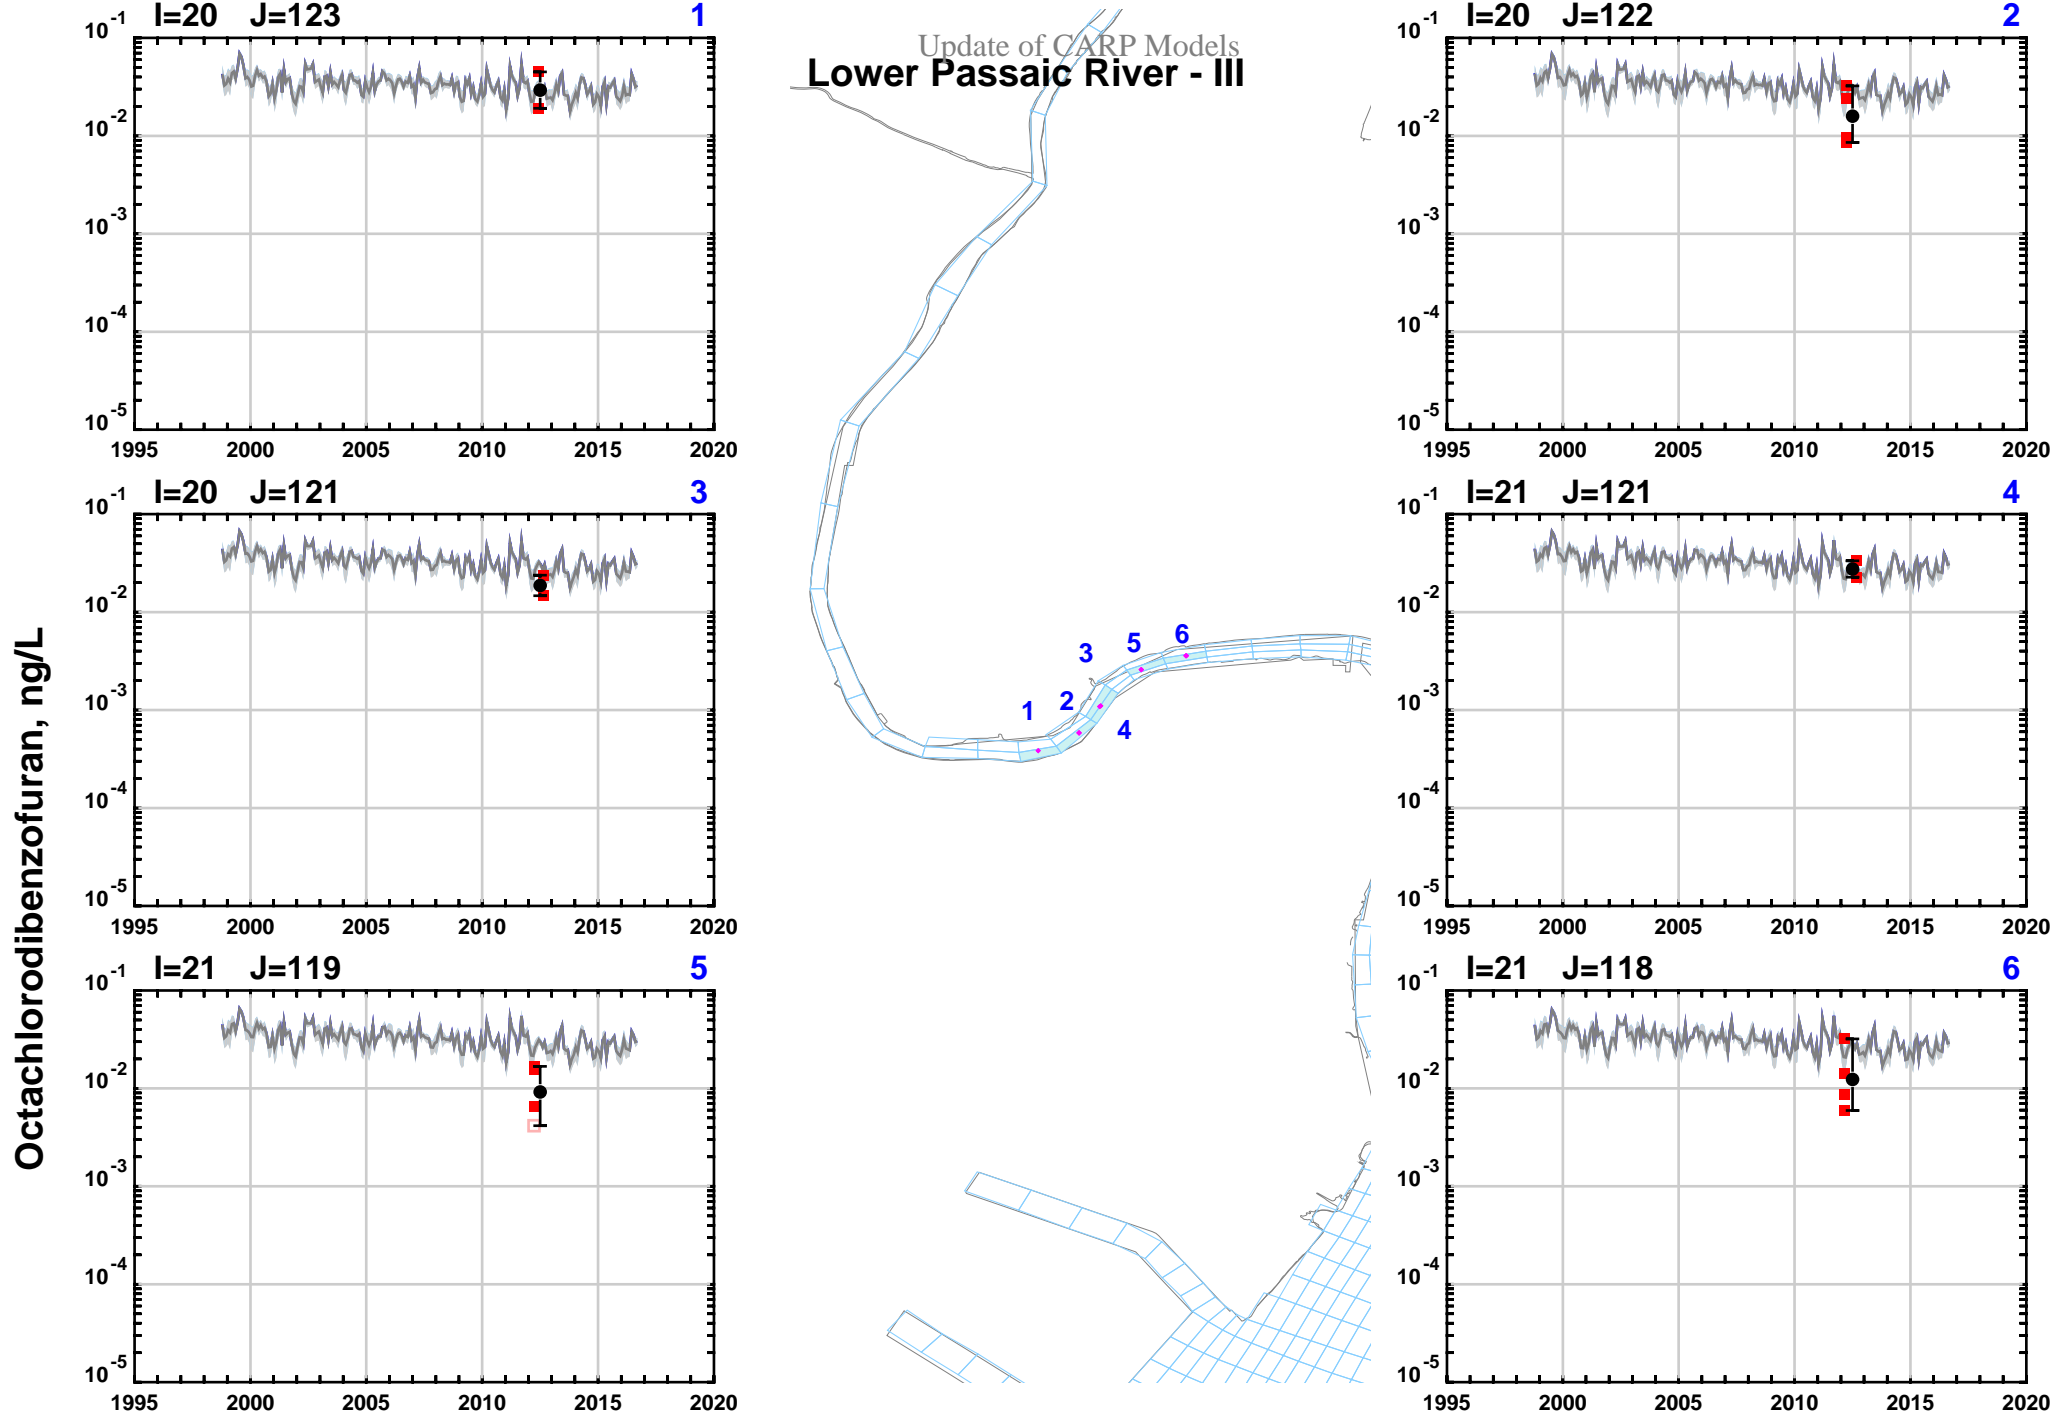 Update of CARP Models
Lower Passaic River - III
Octachlorodibenzofuran, ng/L
I=20 J=123 1
10-1
10-2
10-3
10-4
10-5
1995 2000 2005 2010 2015 2020
I=20 J=122 2
10-1
10-2
10-3
10-4
10-5
1995 2000 2005 2010 2015 2020
I=20 J=121 3
10-1
10-2
10-3
10-4
10-5
1995 2000 2005 2010 2015 2020
I=21 J=121 4
10-1
10-2
10-3
10-4
10-5
1995 2000 2005 2010 2015 2020
I=21 J=119 5
10-1
10-2
10-3
10-4
10-5
1995 2000 2005 2010 2015 2020
I=21 J=118 6
10-1
10-2
10-3
10-4
10-5
1995 2000 2005 2010 2015 2020
6
5
3
2
1
4